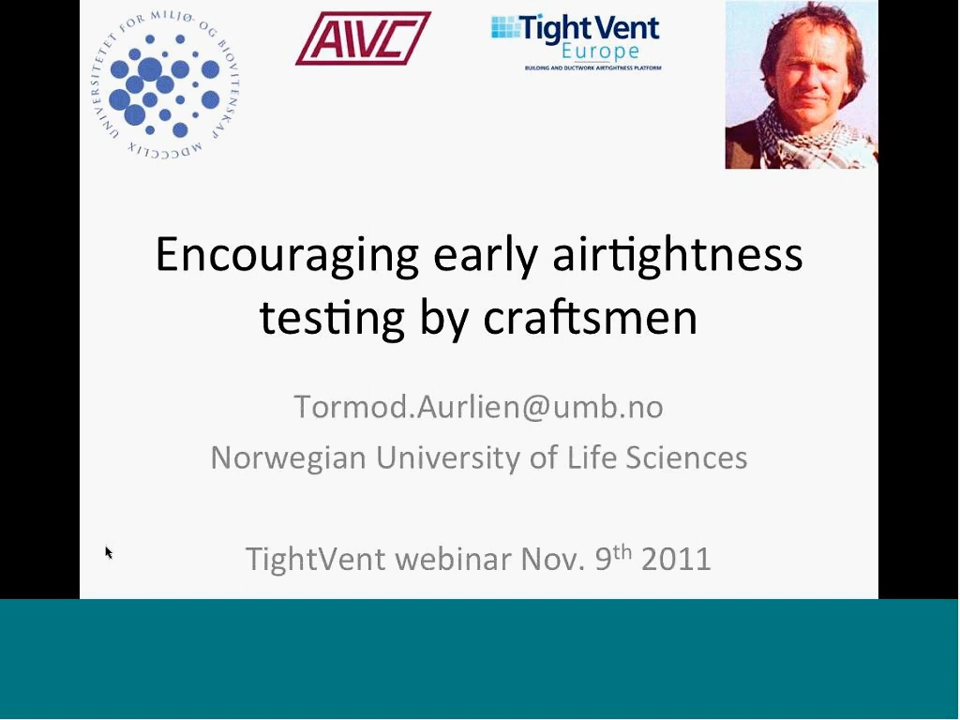 UNIVERSITETET FOR MILJØ- OG BIOVITENSKAP
MDCCCLIX
AIVC
TightVent
Europe
BUILDING AND DUCTWORK AIRTIGHTNESS PLATFORM
Encouraging early airtightness
testing by craftsmen
Tormod.Aurlien@umb.no
Norwegian University of Life Sciences
TightVent webinar Nov. 9th 2011